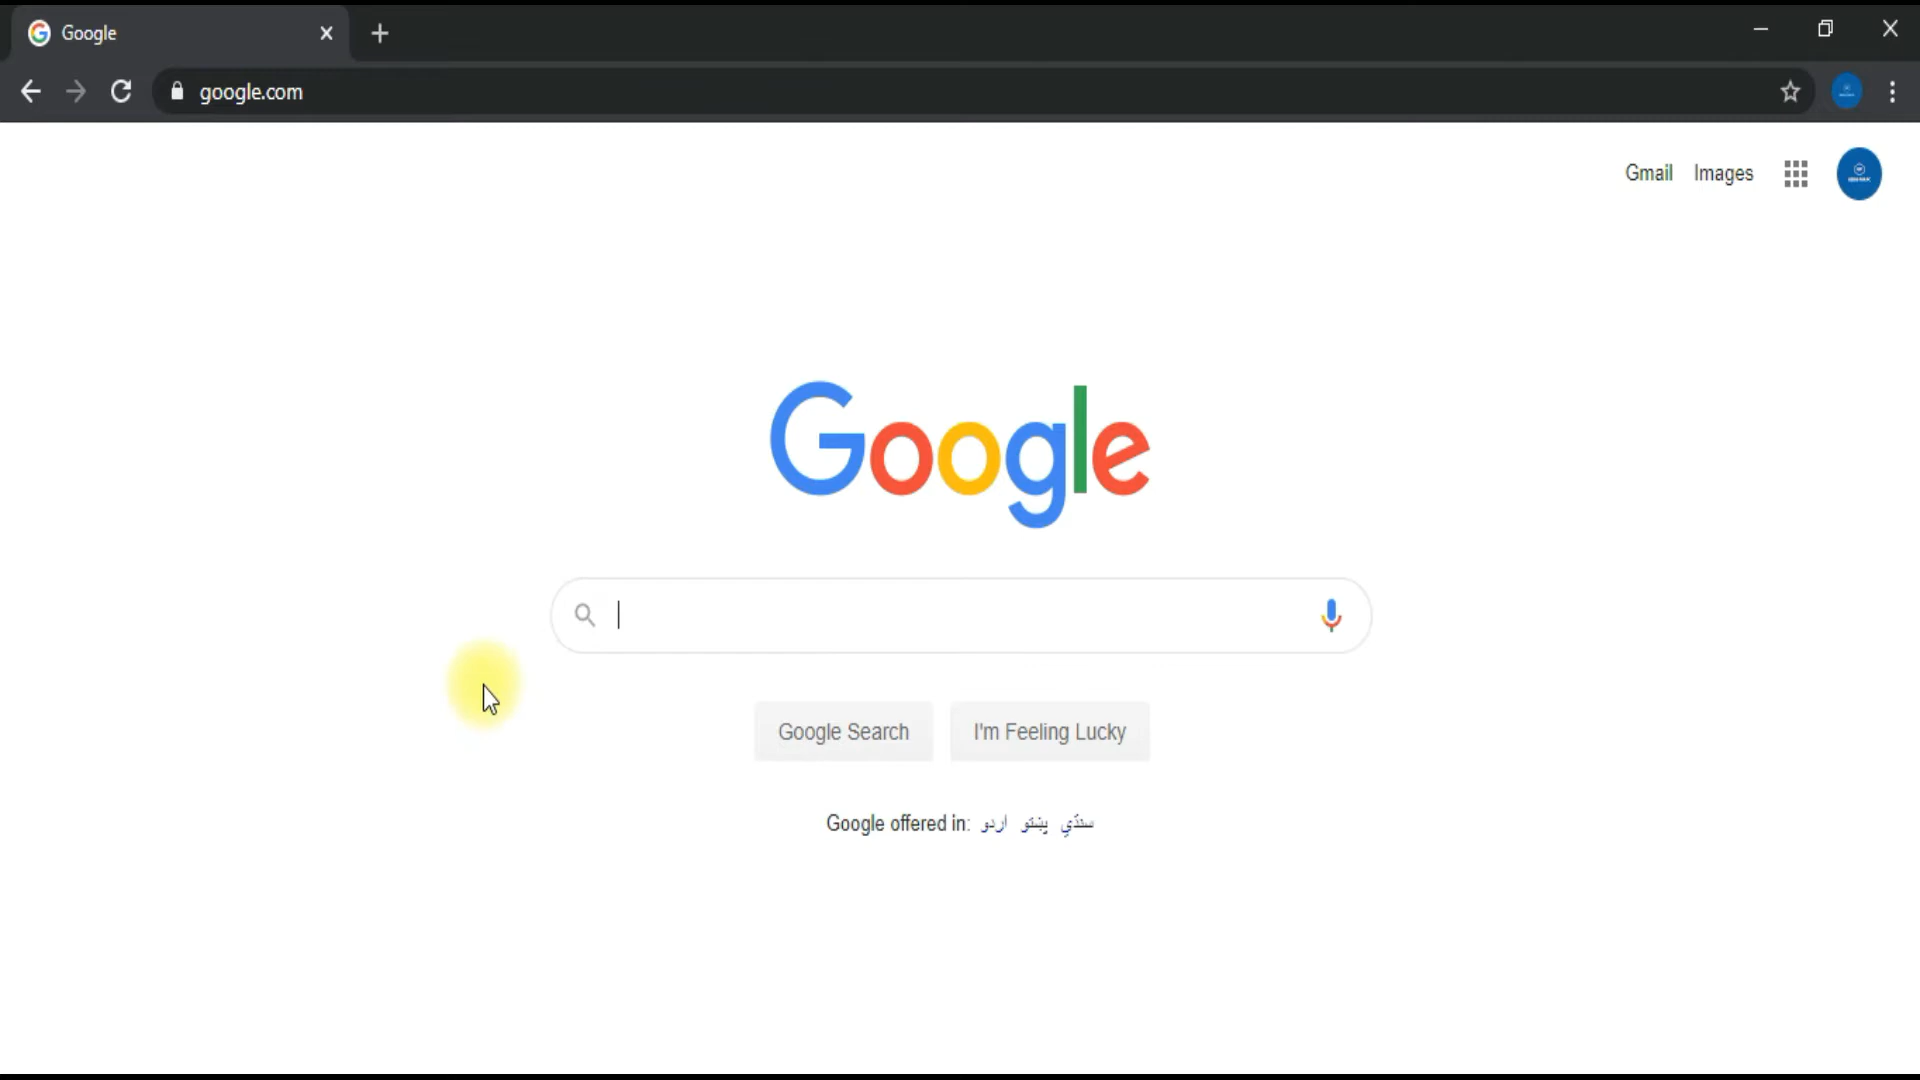 Google
google.com
Gmail Images
Google
Google Search I'm Feeling Lucky
Google offered in: اردو پښتو سنڌي